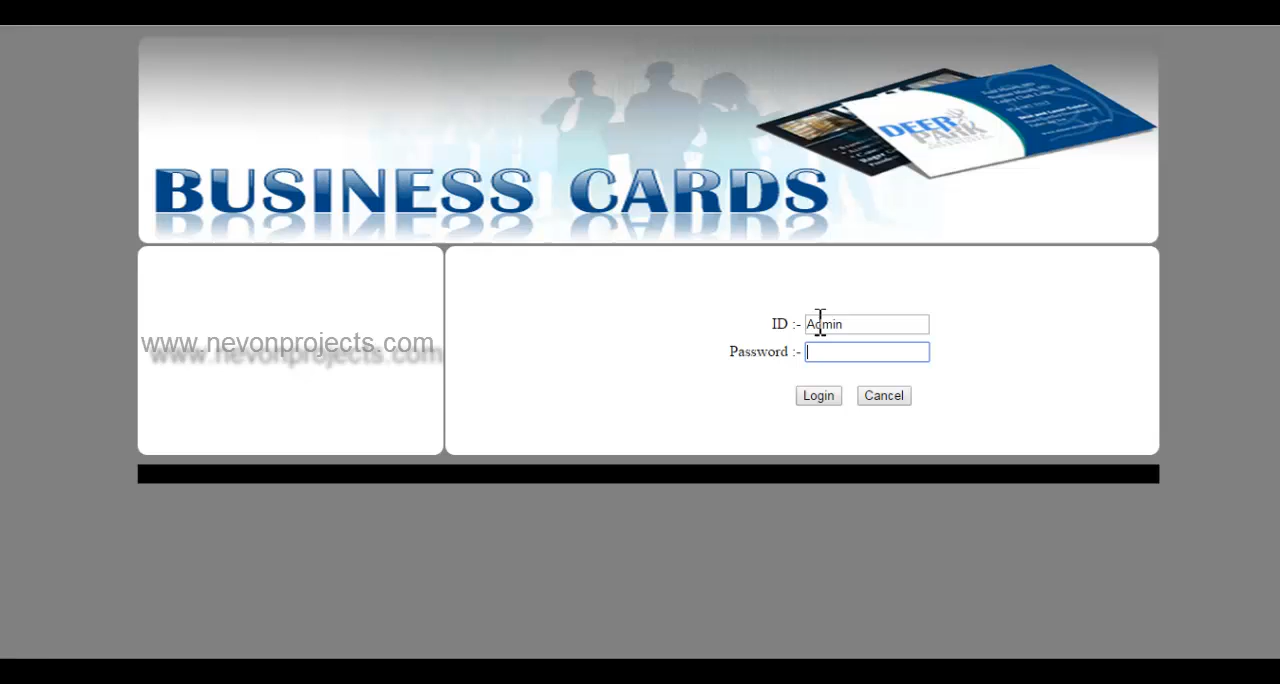 DEER
PARK
BUSINESS CARDS
www.nevonprojects.com
ID :- Admin
Password :-
Login Cancel